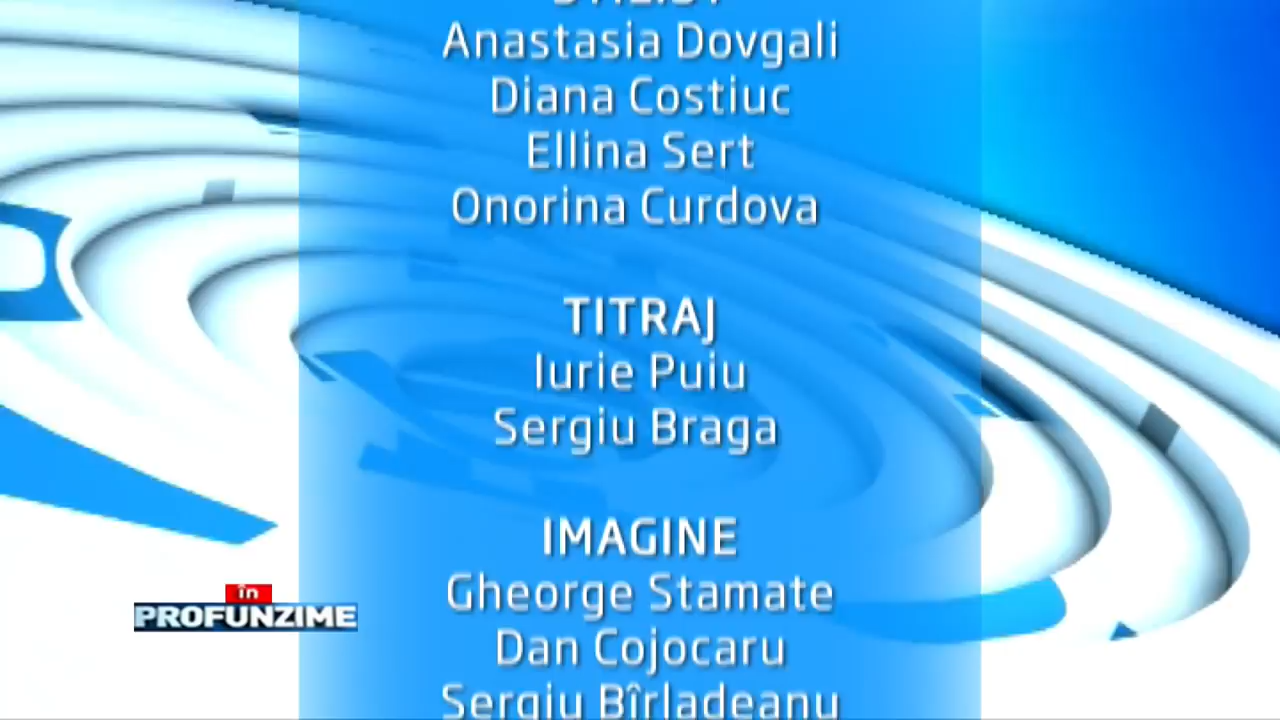 STILIST
Anastasia Dovgali
Diana Costiuc
Ellina Sert
Onorina Curdova
TITRAJ
Iurie Puiu
Sergiu Braga
IMAGINE
Gheorge Stamate
Dan Cojocaru
Sergiu Bîrladeanu
în
PROFUNZIME